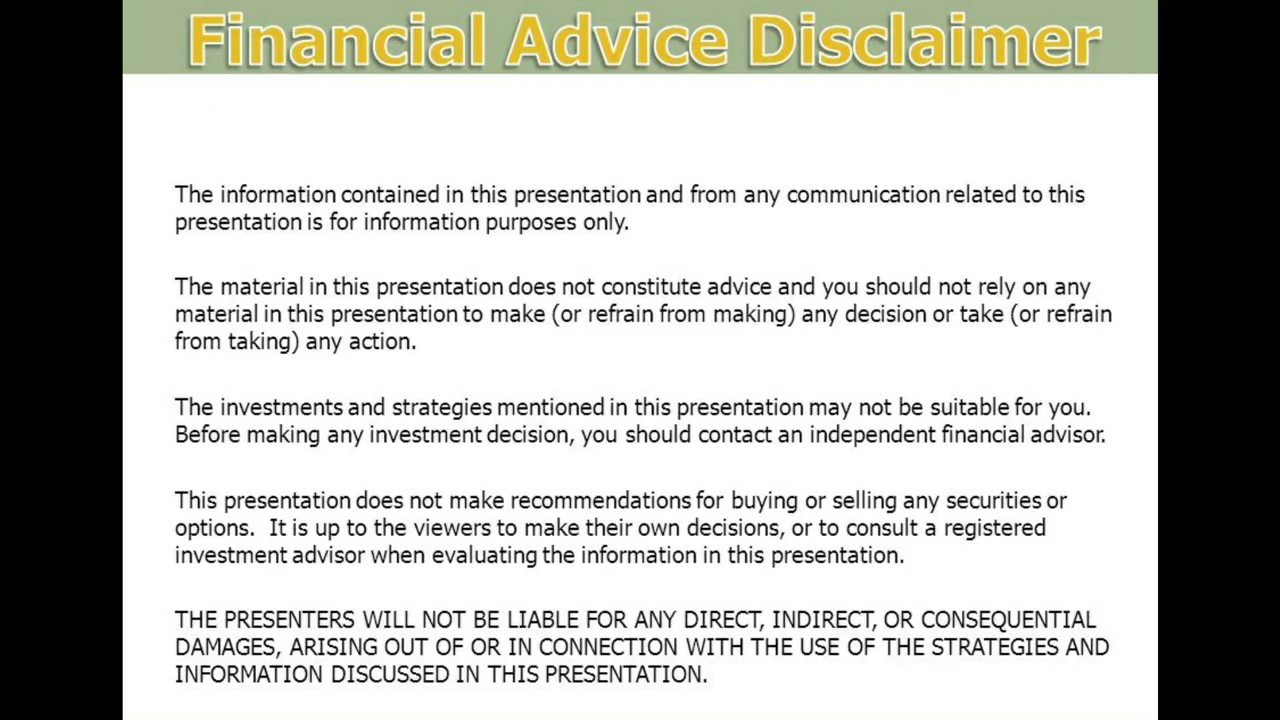 Financial Advice Disclaimer
The information contained in this presentation and from any communication related to this
presentation is for information purposes only.
The material in this presentation does not constitute advice and you should not rely on any
material in this presentation to make (or refrain from making) any decision or take (or refrain
from taking) any action.
The investments and strategies mentioned in this presentation may not be suitable for you.
Before making any investment decision, you should contact an independent financial advisor.
This presentation does not make recommendations for buying or selling any securities or
options.  It is up to the viewers to make their own decisions, or to consult a registered
investment advisor when evaluating the information in this presentation.
THE PRESENTERS WILL NOT BE LIABLE FOR ANY DIRECT, INDIRECT, OR CONSEQUENTIAL
DAMAGES, ARISING OUT OF OR IN CONNECTION WITH THE USE OF THE STRATEGIES AND
INFORMATION DISCUSSED IN THIS PRESENTATION.